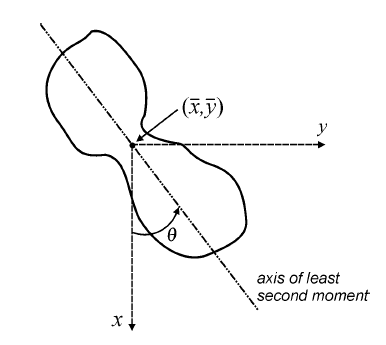 (x̄,ȳ)
y
θ
axis of least
second moment
x